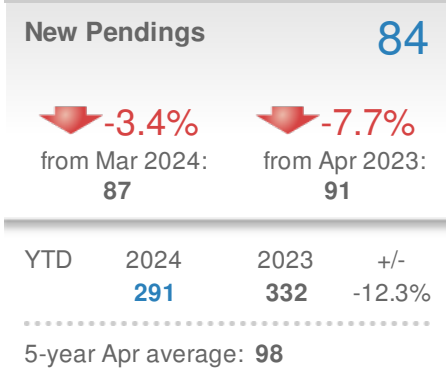 New Pendings 84
-3.4% -7.7%
from Mar 2024: from Apr 2023:
87 91
YTD 2024 2023 +/-
291 332 -12.3%
5-year Apr average: 98